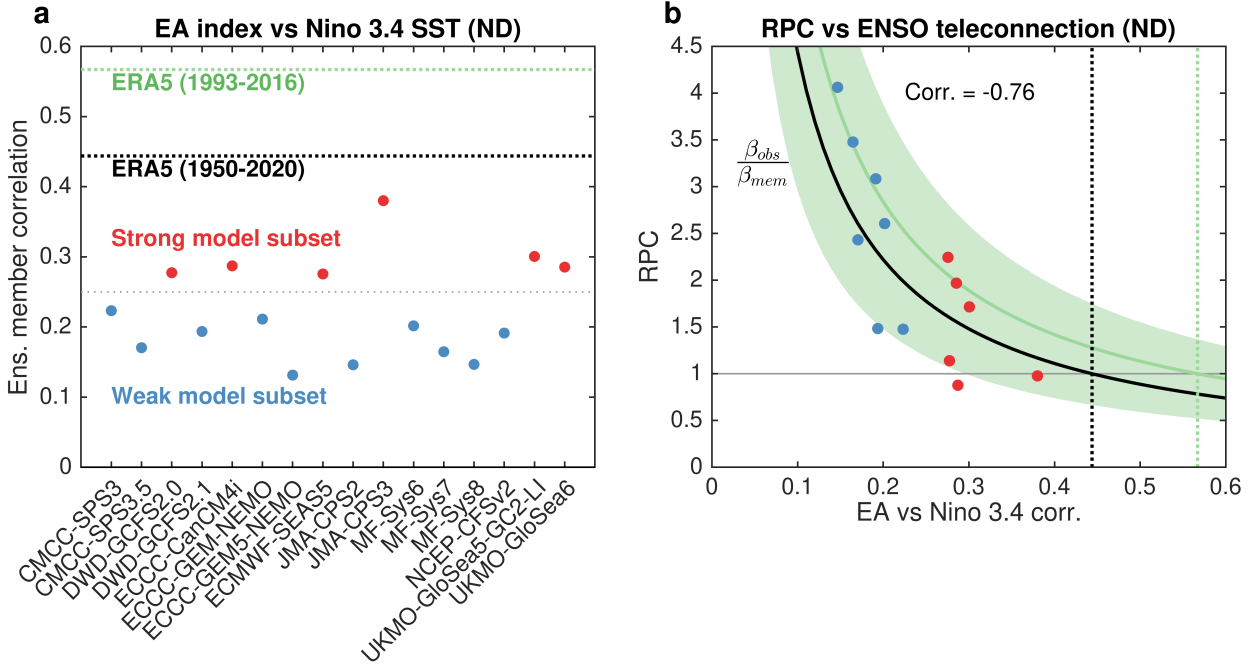 a
EA index vs Nino 3.4 SST (ND)
Ens. member correlation
0.6
0.5
0.4
0.3
0.2
0.1
0
ERA5 (1993-2016)
ERA5 (1950-2020)
Strong model subset
Weak model subset
CMCC-SPS3
CMCC-SPS3.5
DWD-GCFS2.0
DWD-GCFS2.1
ECCC-CanCM4i
ECCC-GEM-NEMO
ECCC-GEM5-NEMO
ECMWF-SEAS5
JMA-CPS2
JMA-CPS3
MF-Sys6
MF-Sys7
MF-Sys8
NCEP-CFSv2
UKMO-GloSea5-GC2-LI
UKMO-GloSea6
b
RPC vs ENSO teleconnection (ND)
RPC
4.5
4
3.5
3
2.5
2
1.5
1
0.5
0
Corr. = -0.76
β_obs
β_mem
0
0.1
0.2
0.3
0.4
0.5
0.6
EA vs Nino 3.4 corr.